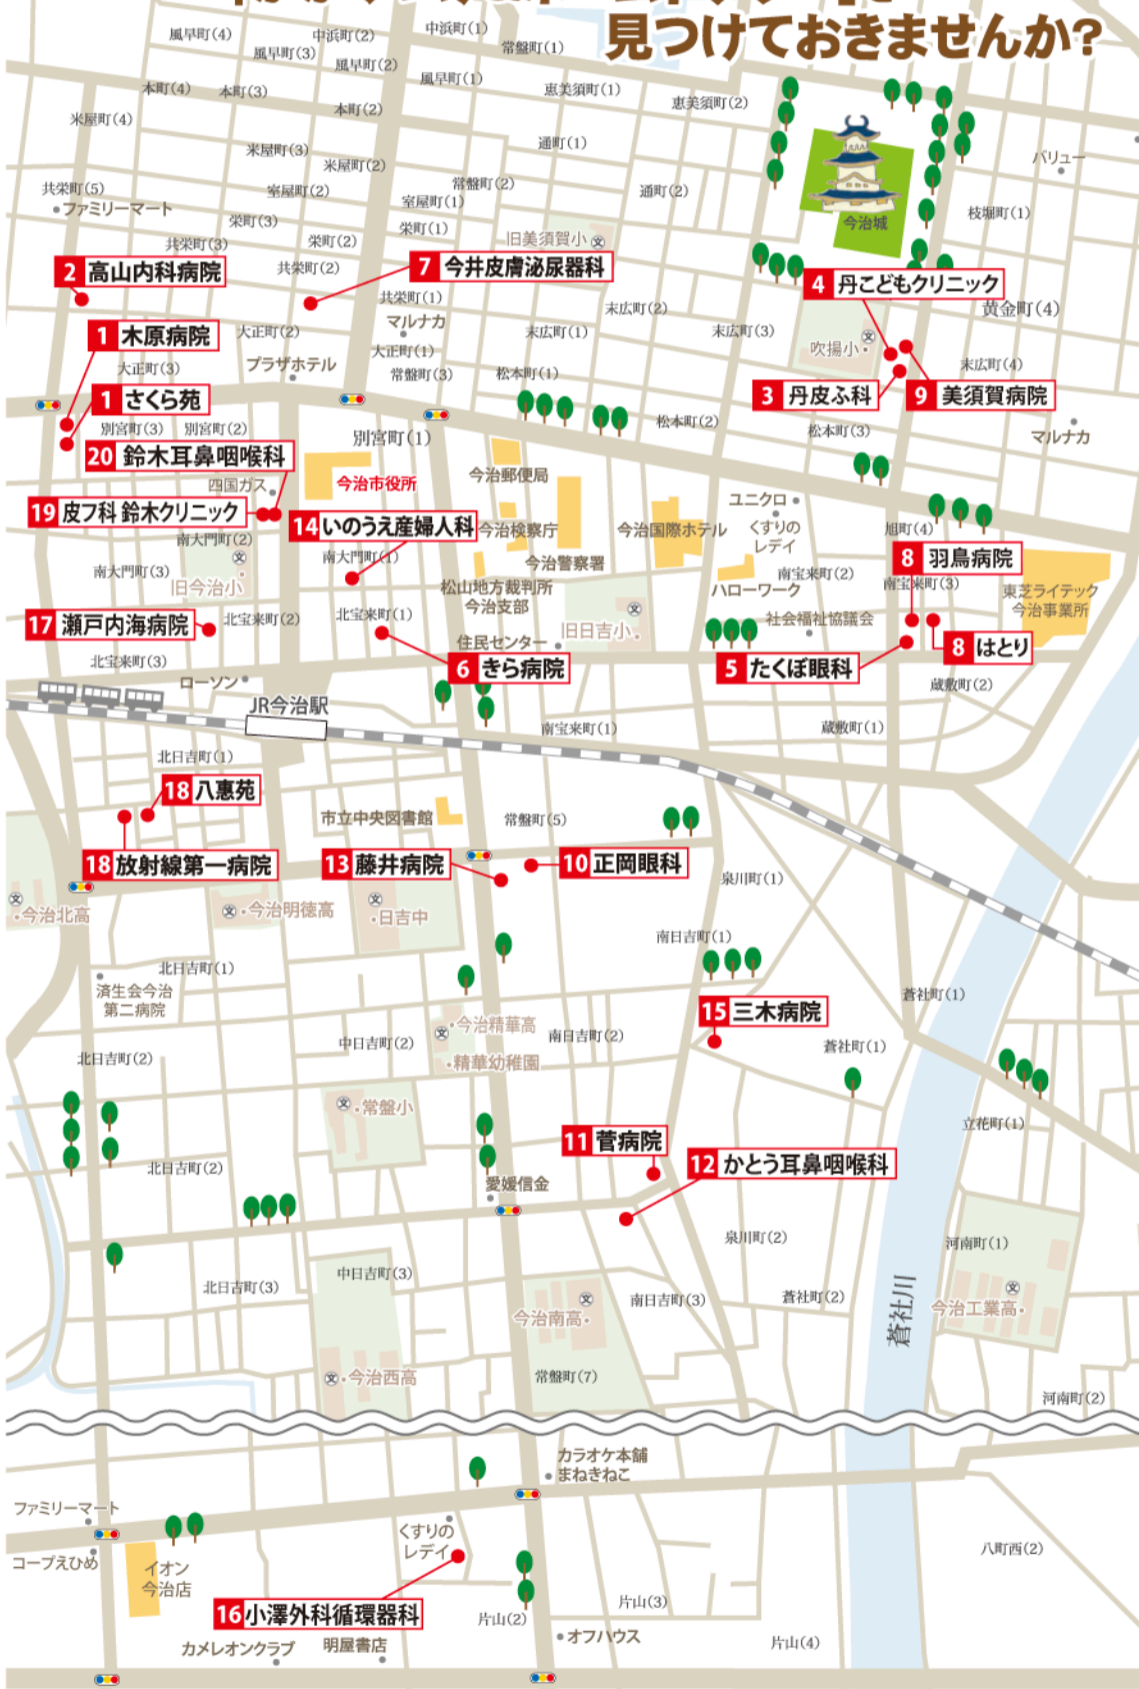 見つけておきませんか?
中浜町(1)
風早町(4)
中浜町(2)
常盤町(1)
風早町(3)
風早町(2)
風早町(1)
本町(4)
本町(3)
恵美須町(1)
恵美須町(2)
本町(2)
米屋町(4)
通町(1)
米屋町(3)
米屋町(2)
バリュー
共栄町(5)
室屋町(2)
常盤町(2)
通町(2)
ファミリーマート
室屋町(1)
枝堀町(1)
栄町(3)
栄町(1)
今治城
共栄町(3)
栄町(2)
旧美須賀小
文
2 高山内科病院
共栄町(2)
7 今井皮膚泌尿器科
4 丹こどもクリニック
共栄町(1)
末広町(2)
黄金町(4)
マルナカ
1 木原病院
大正町(2)
末広町(1)
末広町(3)
文
吹揚小
大正町(1)
大正町(3)
プラザホテル
常盤町(3)
松本町(1)
末広町(4)
1 さくら苑
3 丹皮ふ科
9 美須賀病院
別宮町(3)
別宮町(2)
別宮町(1)
松本町(2)
松本町(3)
マルナカ
20 鈴木耳鼻咽喉科
今治市役所
今治郵便局
四国ガス
ユニクロ
19 皮フ科 鈴木クリニック
14 いのうえ産婦人科
今治検察庁
今治国際ホテル
くすりの
レデイ
旭町(4)
南大門町(2)
南大門町(1)
今治警察署
8 羽鳥病院
南大門町(3)
文
旧今治小
松山地方裁判所
今治支部
ハローワーク
南宝来町(2)
南宝来町(3)
東芝ライテック
今治事業所
17 瀬戸内海病院
北宝来町(2)
北宝来町(1)
文
旧日吉小
社会福祉協議会
住民センター
8 はとり
北宝来町(3)
6 きら病院
5 たくぼ眼科
ローソン
蔵敷町(2)
JR今治駅
南宝来町(1)
蔵敷町(1)
北日吉町(1)
18 八恵苑
市立中央図書館
常盤町(5)
18 放射線第一病院
13 藤井病院
10 正岡眼科
泉川町(1)
文
今治北高
文
今治明徳高
文
日吉中
南日吉町(1)
北日吉町(1)
済生会今治
第二病院
蒼社町(1)
15 三木病院
今治精華高
文
南日吉町(2)
中日吉町(2)
蒼社町(1)
北日吉町(2)
精華幼稚園
文
常盤小
立花町(1)
11 菅病院
12 かとう耳鼻咽喉科
北日吉町(2)
愛媛信金
泉川町(2)
河南町(1)
中日吉町(3)
北日吉町(3)
蒼社町(2)
文
今治南高
南日吉町(3)
蒼社川
文
今治工業高
文
今治西高
常盤町(7)
河南町(2)
カラオケ本舗
まねきねこ
ファミリーマート
コープえひめ
くすりの
レデイ
八町西(2)
イオン
今治店
16 小澤外科循環器科
片山(2)
片山(3)
カメレオンクラブ
明屋書店
オフハウス
片山(4)